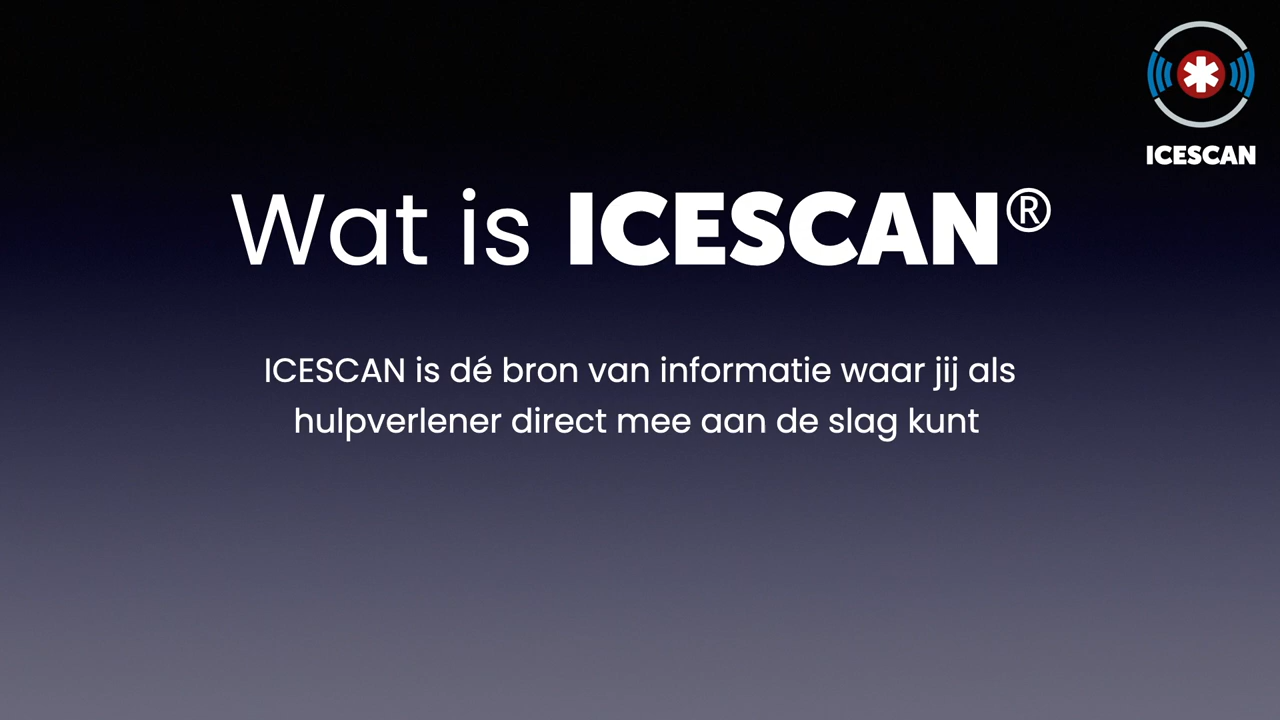 ICESCAN
Wat is ICESCAN®
ICESCAN is dé bron van informatie waar jij als
hulpverlener direct mee aan de slag kunt